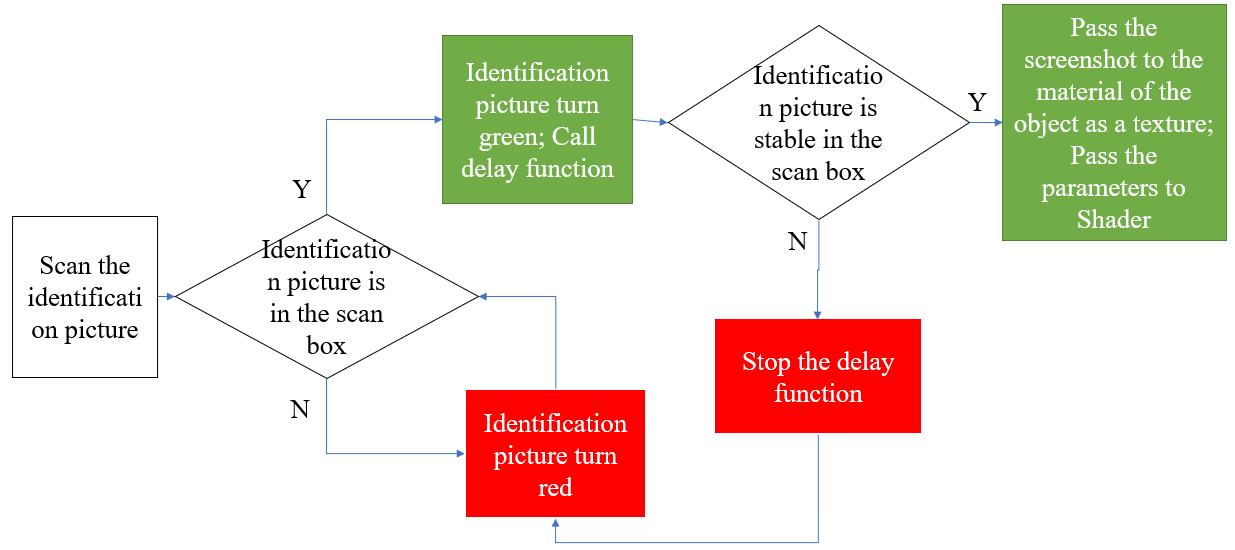 Scan the
identificati
on picture
Identificatio
n picture is
in the scan
box
Y
N
Identification
picture turn
green; Call
delay function
Identification
picture turn
red
Identificatio
n picture is
stable in the
scan box
Y
N
Stop the delay
function
Pass the
screenshot to the
material of the
object as a texture;
Pass the
parameters to
Shader